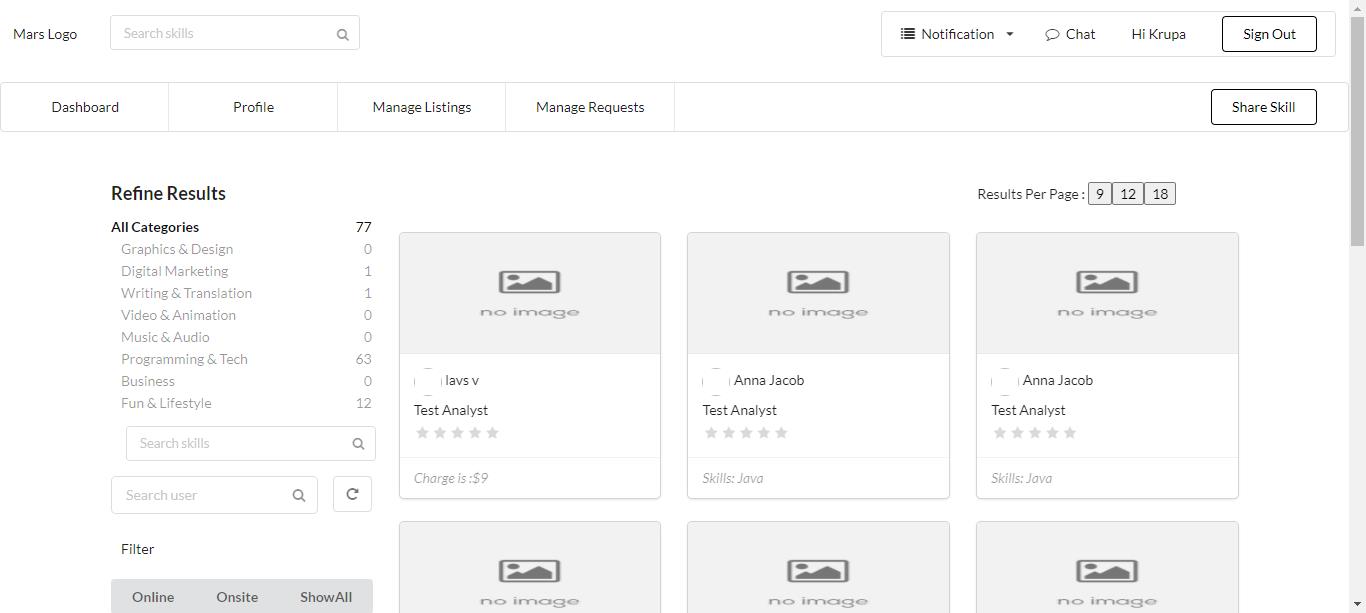 Mars Logo
Search skills
Notification
Chat
Hi Krupa
Sign Out
Dashboard
Profile
Manage Listings
Manage Requests
Share Skill
Refine Results
Results Per Page : 9 12 18
All Categories 77
Graphics & Design 0
Digital Marketing 1
Writing & Translation 1
Video & Animation 0
Music & Audio 0
Programming & Tech 63
Business 0
Fun & Lifestyle 12
Search skills
Search user
Filter
Online
Onsite
ShowAll
no image
lavs v
Test Analyst
Charge is :$9
no image
Anna Jacob
Test Analyst
Skills: Java
no image
Anna Jacob
Test Analyst
Skills: Java
no image
no image
no image